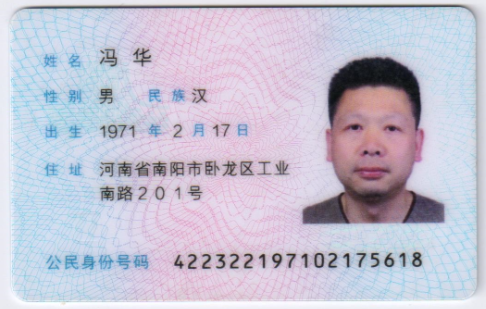 姓名 冯华
性别 男 民族 汉
出生 1971 年 2 月 17 日
住址 河南省南阳市卧龙区工业
南路201号
公民身份号码 422322197102175618